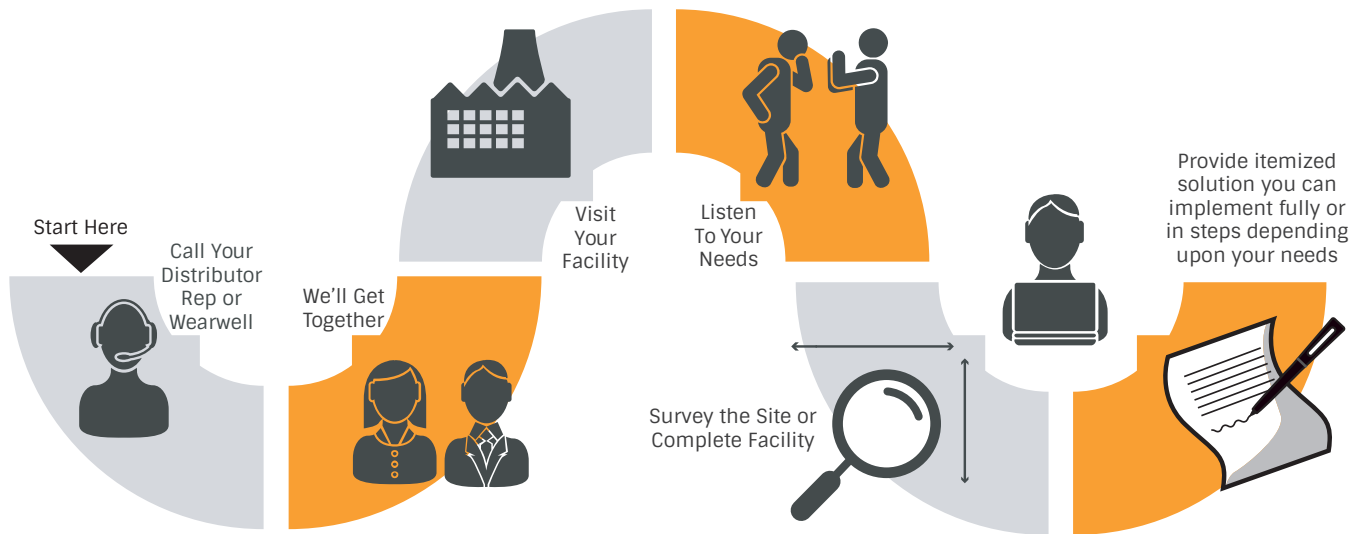 Start Here
Call Your
Distributor
Rep or
Wearwell
We'll Get
Together
Visit
Your
Facility
Listen
To Your
Needs
Survey the Site or
Complete Facility
Provide itemized
solution you can
implement fully or
in steps depending
upon your needs